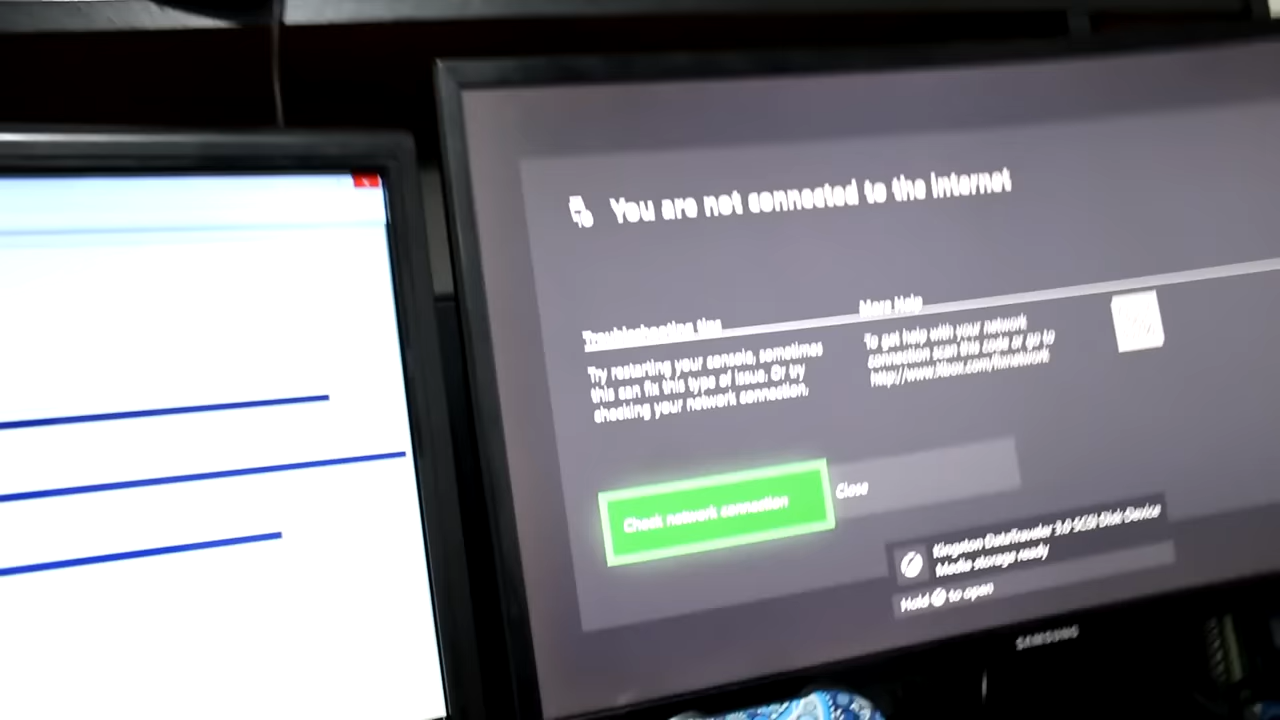 You are not connected to the internet
Troubleshooting tips
Try restarting your console, sometimes
this can fix this type of issue. Or try
checking your network connection.
More Help
To get help with your network
connection scan this code or go to
http://www.xbox.com/fixnetwork
Check network connection
Close
Kingston DataTraveler 3.0 SCSI Disk Device
Media storage ready
Hold to open
SAMSUNG